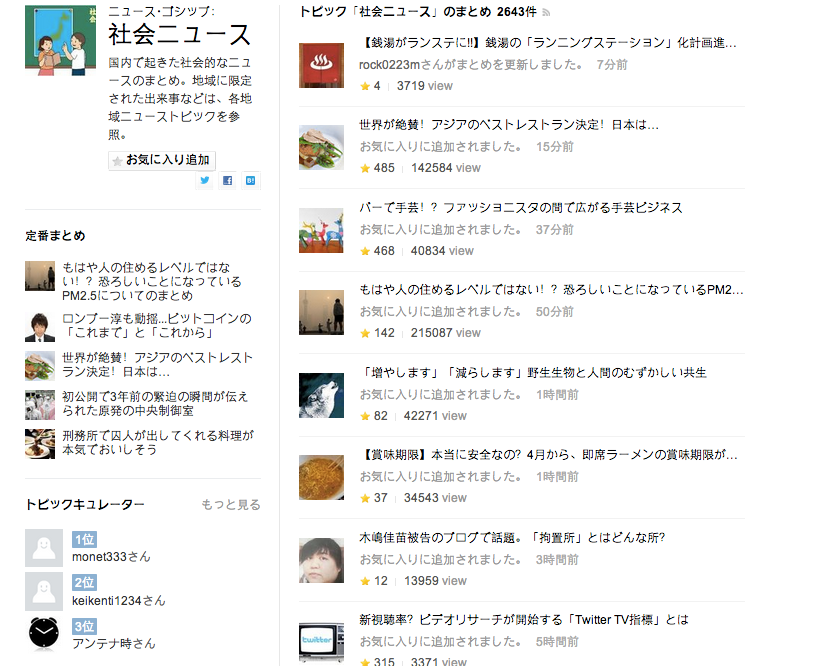 ニュース・ゴシップ:
社会ニュース
国内で起きた社会的なニュ
ースのまとめ。地域に限定
された出来事などは、各地
域ニューストピックを参
照。
お気に入り追加
定番まとめ
もはや人の住めるレベルではな
い！？恐ろしいことになっている
PM2.5についてのまとめ
ロンブー淳も動揺...ビットコインの
「これまで」と「これから」
世界が絶賛！アジアのベストレスト
ラン決定！日本は...
初公開で3年前の緊迫の瞬間が伝え
られた原発の中央制御室
刑務所で囚人が出してくれる料理が
本気でおいしそう
トピックキュレーター もっと見る
1位
monet333さん
2位
keikenti1234さん
3位
アンテナ時さん
トピック「社会ニュース」のまとめ 2643件
【銭湯がランステに!!】銭湯の「ランニングステーション」化計画進...
rock0223mさんがまとめを更新しました。 7分前
4 3719 view
世界が絶賛！アジアのベストレストラン決定！日本は...
お気に入りに追加されました。 15分前
485 142584 view
バーで手芸！？ファッショニスタの間で広がる手芸ビジネス
お気に入りに追加されました。 37分前
468 40834 view
もはや人の住めるレベルではない！？恐ろしいことになっているPM2...
お気に入りに追加されました。 50分前
142 215087 view
「増やします」「減らします」野生生物と人間のむずかしい共生
お気に入りに追加されました。 1時間前
82 42271 view
【賞味期限】本当に安全なの？4月から、即席ラーメンの賞味期限が...
お気に入りに追加されました。 1時間前
37 34543 view
木嶋佳苗被告のブログで話題。「拘置所」とはどんな所?
お気に入りに追加されました。 3時間前
12 13959 view
新視聴率？ビデオリサーチが開始する「Twitter TV指標」とは
お気に入りに追加されました。 5時間前
twitter
315 3371 view